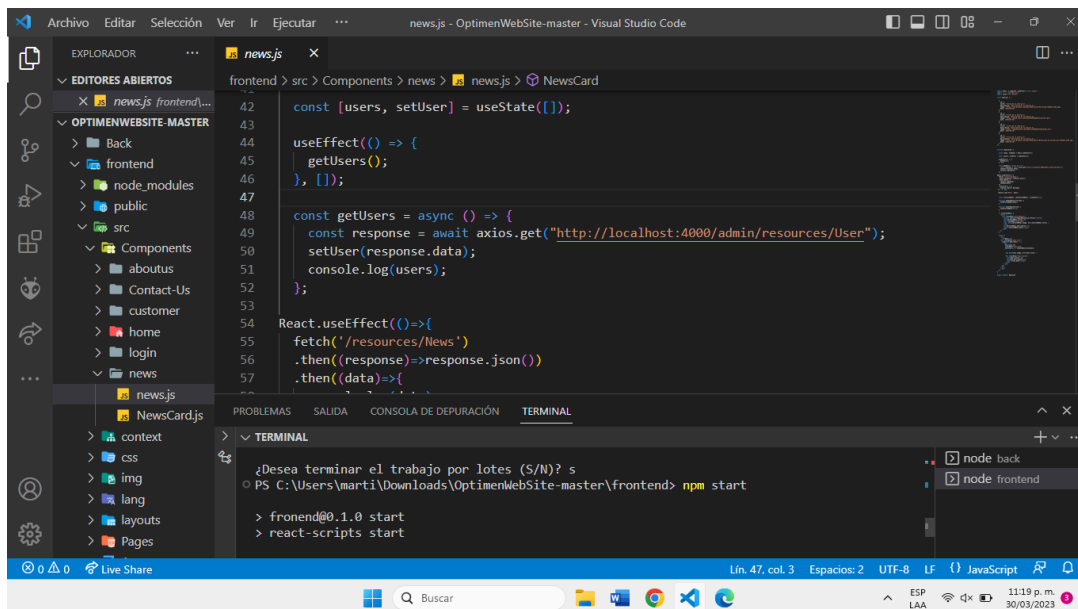 Archivo Editar Selección Ver Ir Ejecutar ··· news.js - OptimenWebSite-master - Visual Studio Code
EXPLORADOR ···
EDITORES ABIERTOS
JS news.js frontend\...
OPTIMENWEBSITE-MASTER
Back
frontend
node_modules
public
src
Components
aboutus
Contact-Us
customer
home
login
news
JS news.js
JS NewsCard.js
context
css
img
lang
layouts
Pages
JS news.js
frontend > src > Components > news > JS news.js > NewsCard
42 const [users, setUser] = useState([]);
43
44 useEffect(() => {
45 getUsers();
46 }, []);
47
48 const getUsers = async () => {
49 const response = await axios.get("http://localhost:4000/admin/resources/User");
50 setUser(response.data);
51 console.log(users);
52 };
53
54 React.useEffect(()=>{
55 fetch('/resources/News')
56 .then((response)=>response.json())
57 .then((data)=>{
PROBLEMAS SALIDA CONSOLA DE DEPURACIÓN TERMINAL
TERMINAL
¿Desea terminar el trabajo por lotes (S/N)? s
PS C:\Users\marti\Downloads\OptimenWebSite-master\frontend> npm start
> fronend@0.1.0 start
> react-scripts start
node back
node frontend
0 0 Live Share Lín. 47, col. 3 Espacios: 2 UTF-8 LF {} JavaScript
Buscar
ESP
LAA
11:19 p. m.
30/03/2023
3